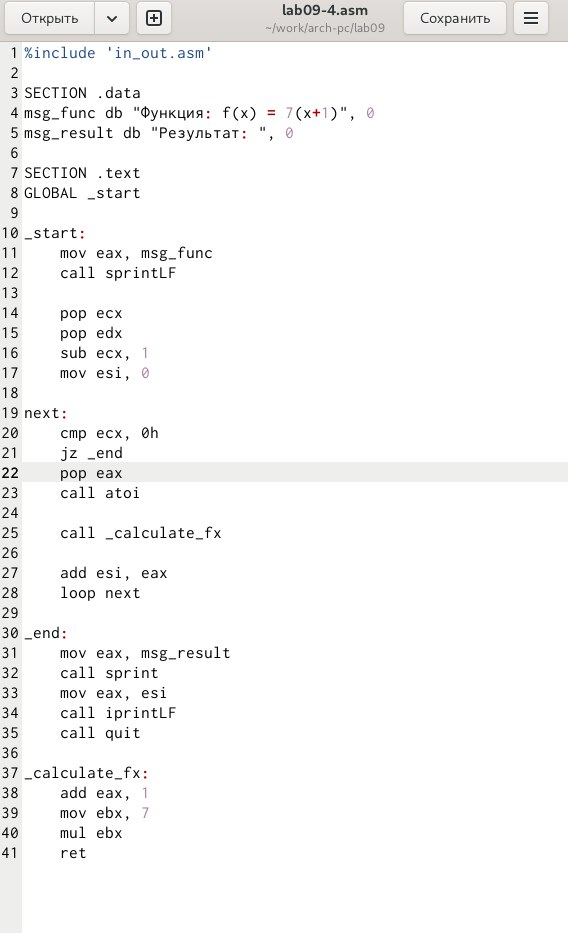 Открыть
lab09-4.asm
~/work/arch-pc/lab09
Сохранить
1 %include 'in_out.asm'
2
3 SECTION .data
4 msg_func db "Функция: f(x) = 7(x+1)", 0
5 msg_result db "Результат: ", 0
6
7 SECTION .text
8 GLOBAL _start
9
10 _start:
11     mov eax, msg_func
12     call sprintLF
13
14     pop ecx
15     pop edx
16     sub ecx, 1
17     mov esi, 0
18
19 next:
20     cmp ecx, 0h
21     jz _end
22     pop eax
23     call atoi
24
25     call _calculate_fx
26
27     add esi, eax
28     loop next
29
30 _end:
31     mov eax, msg_result
32     call sprint
33     mov eax, esi
34     call iprintLF
35     call quit
36
37 _calculate_fx:
38     add eax, 1
39     mov ebx, 7
40     mul ebx
41     ret